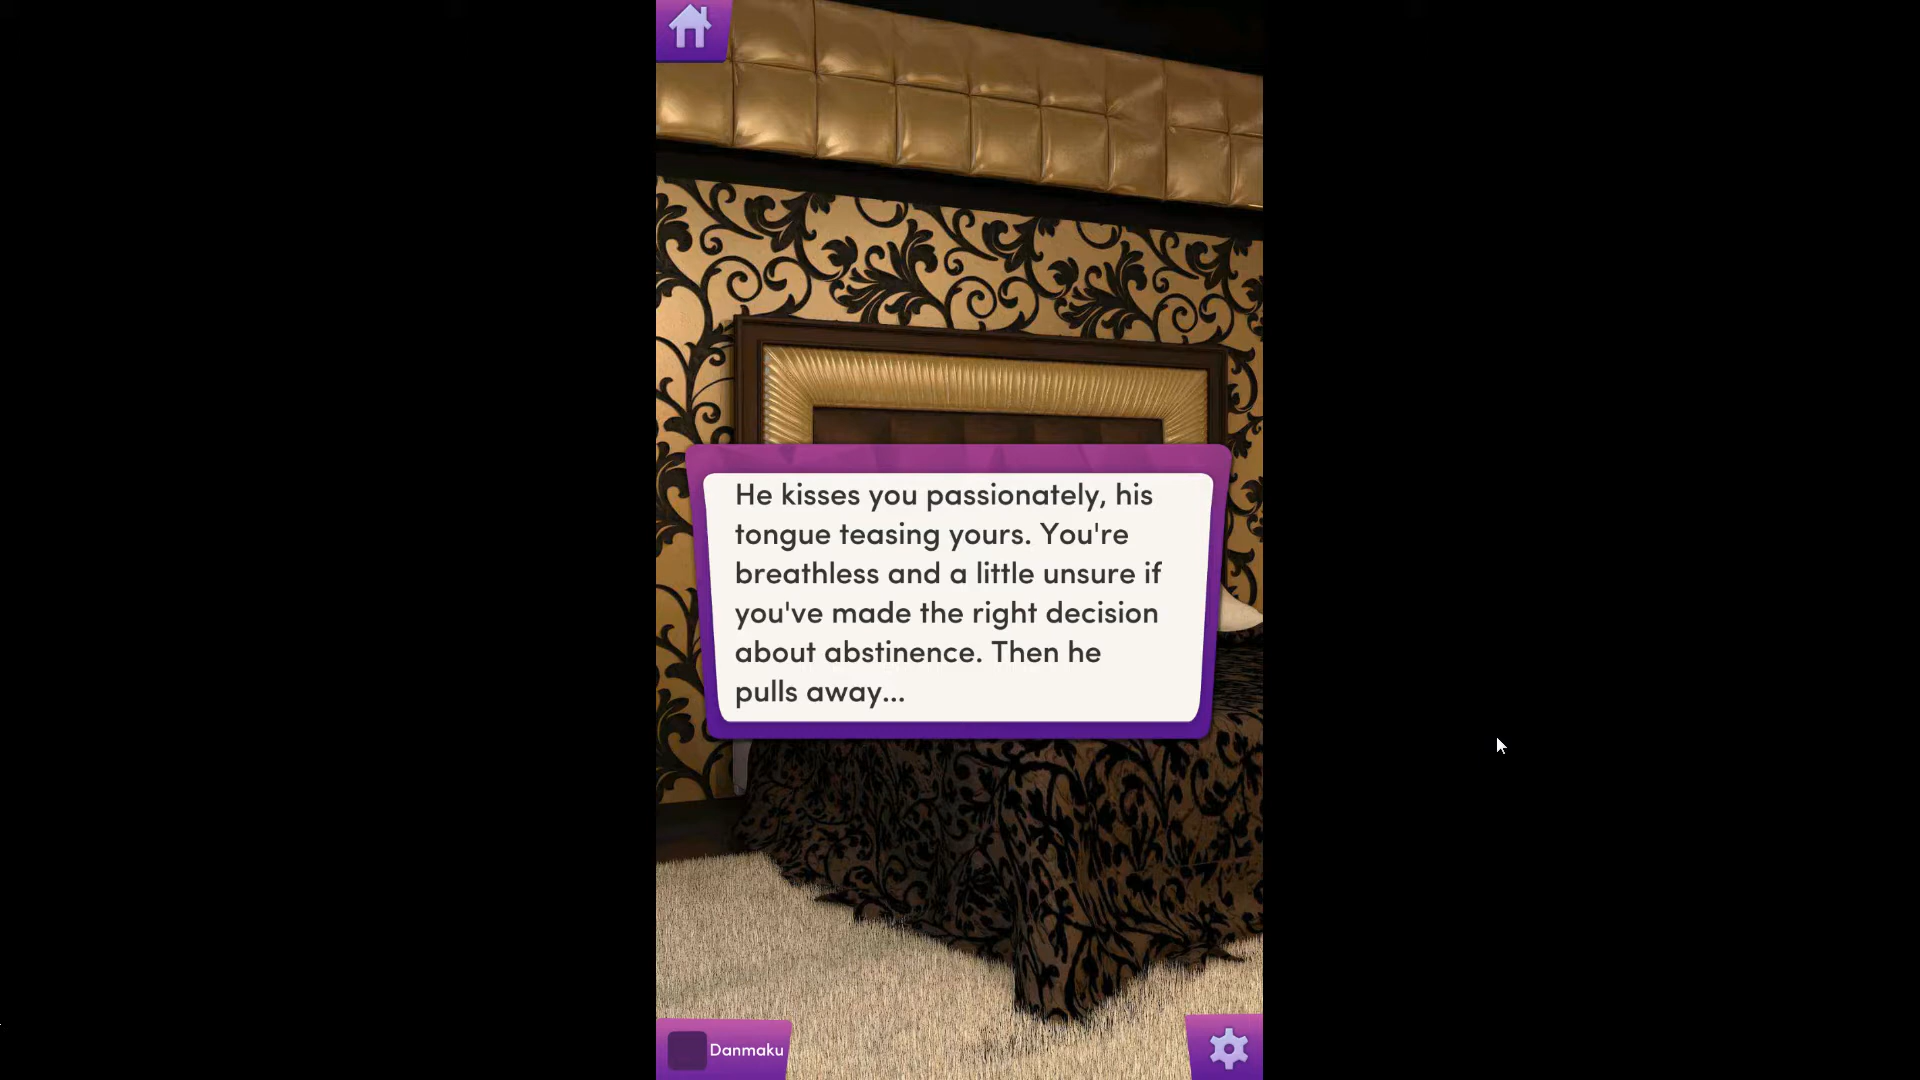 He kisses you passionately, his
tongue teasing yours. You're
breathless and a little unsure if
you've made the right decision
about abstinence. Then he
pulls away...
Danmaku